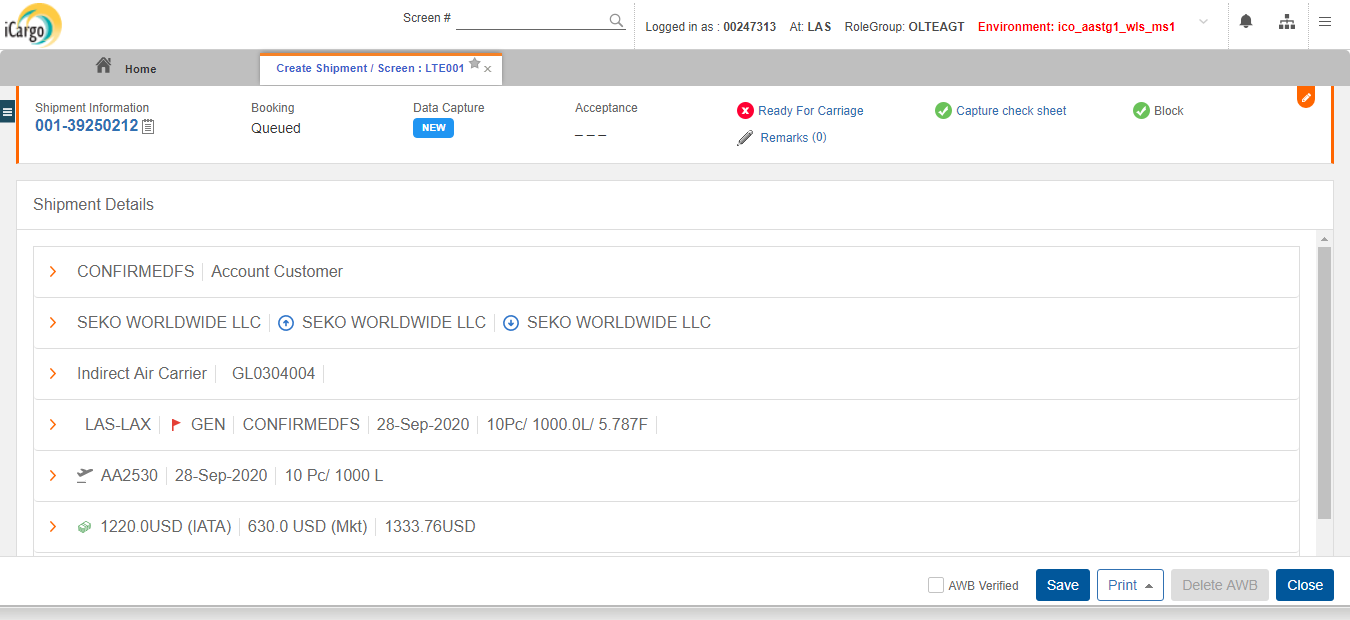 iCargo
Screen #
Logged in as : 00247313 At: LAS RoleGroup: OLTEAGT Environment: ico_aastg1_wls_ms1
Home
Create Shipment / Screen : LTE001
Shipment Information
001-39250212
Booking
Queued
Data Capture
NEW
Acceptance
_ _ _
Ready For Carriage
Remarks (0)
Capture check sheet
Block
Shipment Details
CONFIRMEDFS Account Customer
SEKO WORLDWIDE LLC SEKO WORLDWIDE LLC SEKO WORLDWIDE LLC
Indirect Air Carrier GL0304004
LAS-LAX GEN CONFIRMEDFS 28-Sep-2020 10Pc/ 1000.0L/ 5.787F
AA2530 28-Sep-2020 10 Pc/ 1000 L
1220.0USD (IATA) 630.0 USD (Mkt) 1333.76USD
AWB Verified Save Print Delete AWB Close